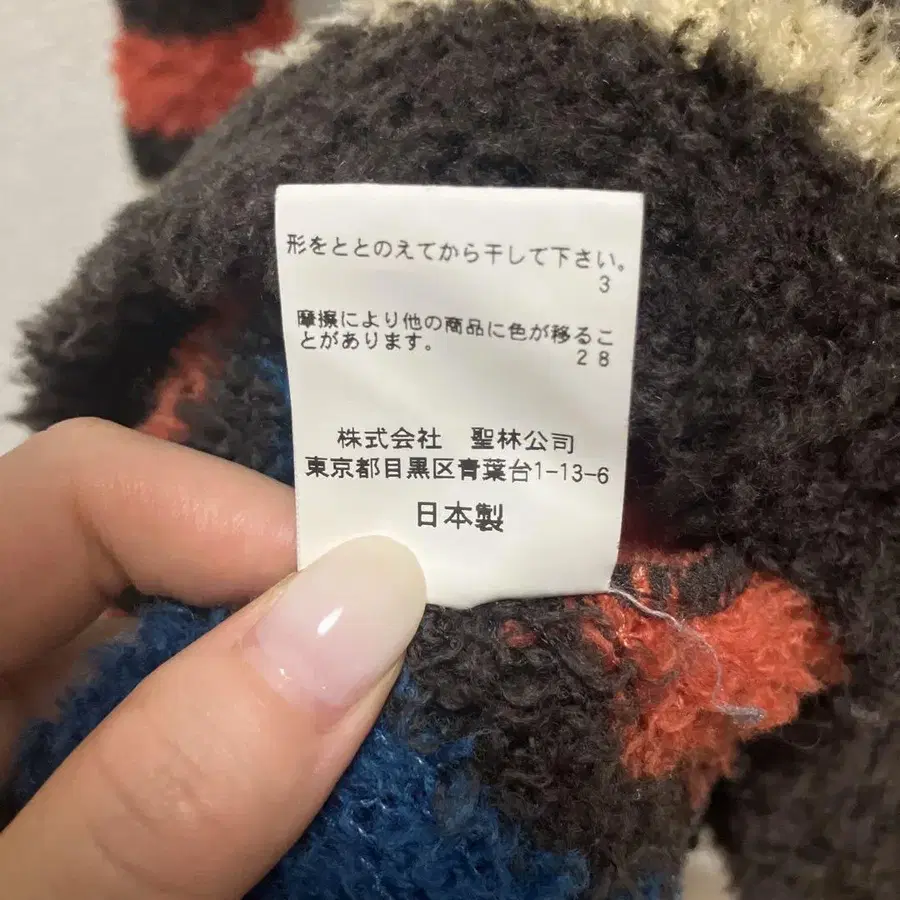 形をととのえてから干して下さい。
3
摩擦により他の商品に色が移るこ
とがあります。
28
株式会社 聖林公司
東京都目黒区青葉台1-13-6
日本製